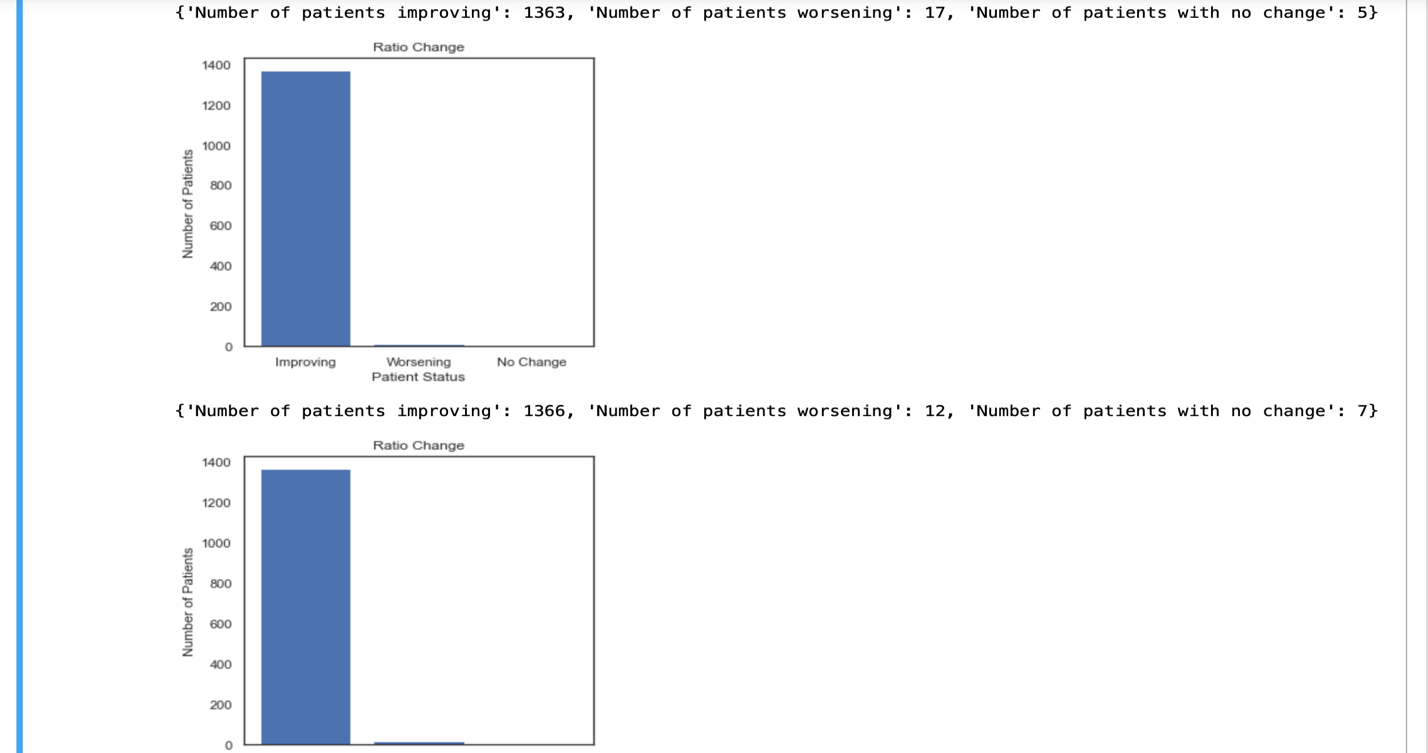 {'Number of patients improving': 1363, 'Number of patients worsening': 17, 'Number of patients with no change': 5}
Ratio Change
1400
1200
1000
800
600
400
200
0
Number of Patients
Improving Worsening No Change
Patient Status
{'Number of patients improving': 1366, 'Number of patients worsening': 12, 'Number of patients with no change': 7}
Ratio Change
1400
1200
1000
800
600
400
200
0
Number of Patients